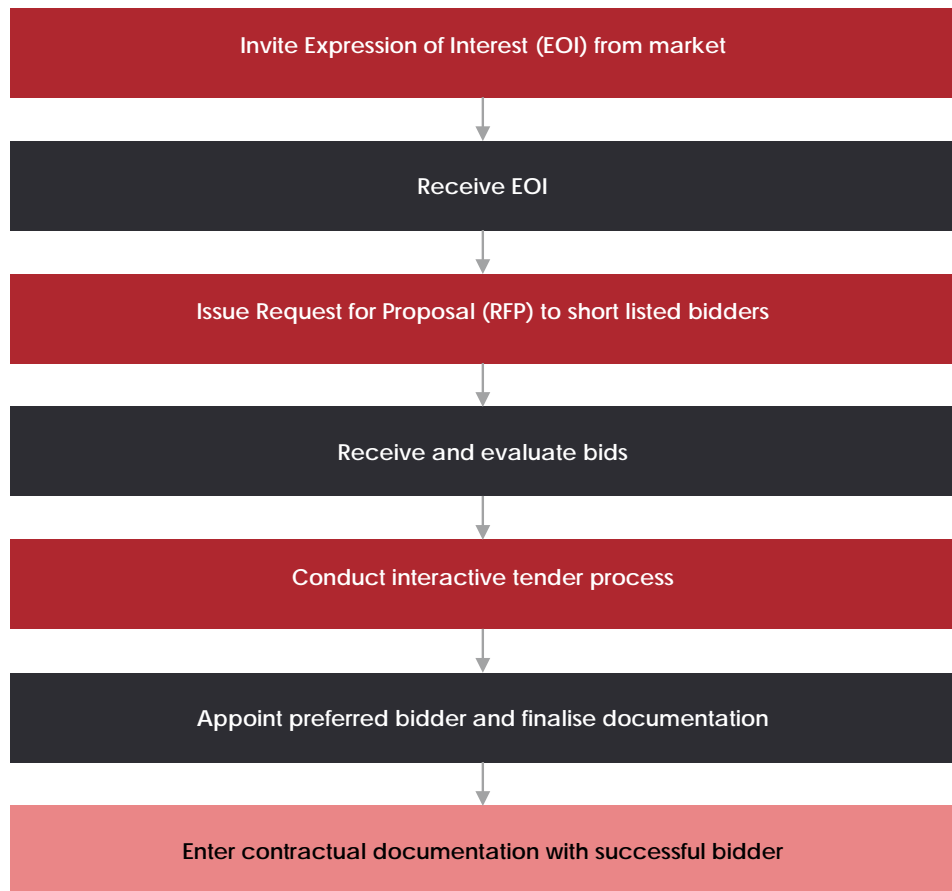 Invite Expression of Interest (EOI) from market
Receive EOI
Issue Request for Proposal (RFP) to short listed bidders
Receive and evaluate bids
Conduct interactive tender process
Appoint preferred bidder and finalise documentation
Enter contractual documentation with successful bidder